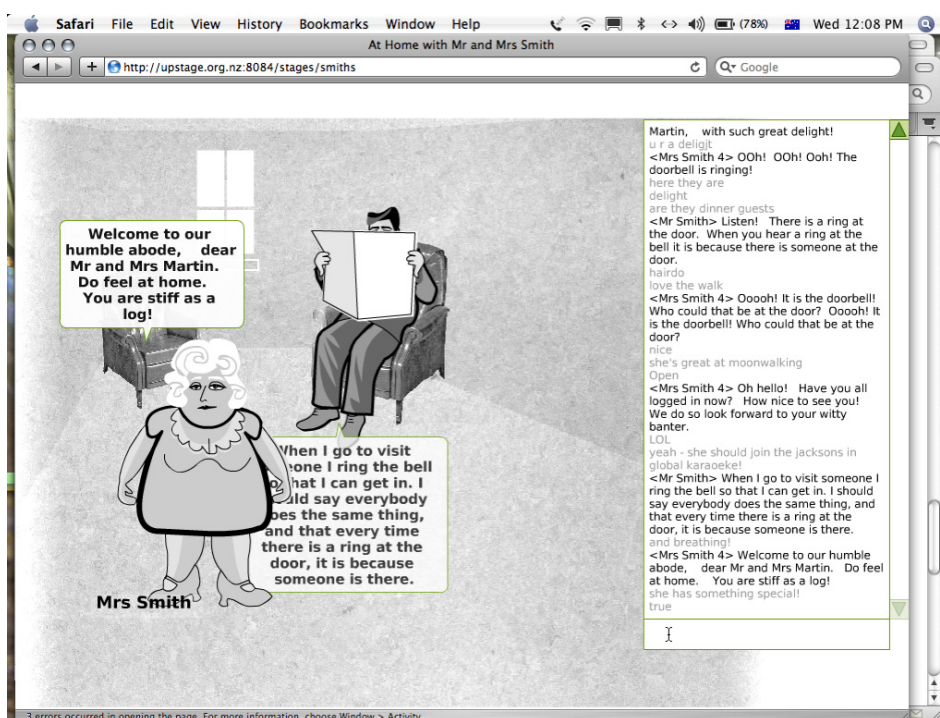 Safari File Edit View History Bookmarks Window Help (78%) Wed 12:08 PM
At Home with Mr and Mrs Smith
http://upstage.org.nz:8084/stages/smiths
Google
Welcome to our
humble abode, dear
Mr and Mrs Martin.
Do feel at home.
You are stiff as a
log!
When I go to visit
one I ring the bell
that I can get in. I
ld say everybody
oes the same thing,
and that every time
there is a ring at the
door, it is because
someone is there.
Mrs Smith
Martin, with such great delight!
u r a deligjt
<Mrs Smith 4> OOh! OOh! Ooh! The
doorbell is ringing!
here they are
delight
are they dinner guests
<Mr Smith> Listen! There is a ring at
the door. When you hear a ring at the
bell it is because there is someone at the
door.
hairdo
love the walk
<Mrs Smith 4> Ooooh! It is the doorbell!
Who could that be at the door? Ooooh! It
is the doorbell! Who could that be at the
door?
nice
she's great at moonwalking
Open
<Mrs Smith 4> Oh hello! Have you all
logged in now? How nice to see you!
We do so look forward to your witty
banter.
LOL
yeah - she should join the jacksons in
global karaoeke!
<Mr Smith> When I go to visit someone I
ring the bell so that I can get in. I should
say everybody does the same thing, and
that every time there is a ring at the
door, it is because someone is there.
and breathing!
<Mrs Smith 4> Welcome to our humble
abode, dear Mr and Mrs Martin. Do feel
at home. You are stiff as a log!
she has something special!
true
3 errors occurred in opening the page. For more information, choose Window > Activity